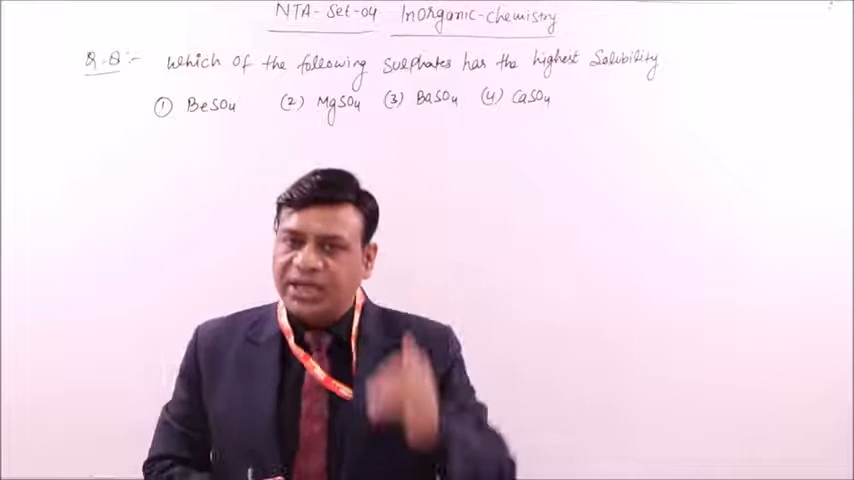 NTA-Set-04 Inorganic-chemistry
Q.8:- which of the following sulphates has the highest Solubility
(1) BeSO4 (2) MgSO4 (3) BaSO4 (4) CaSO4